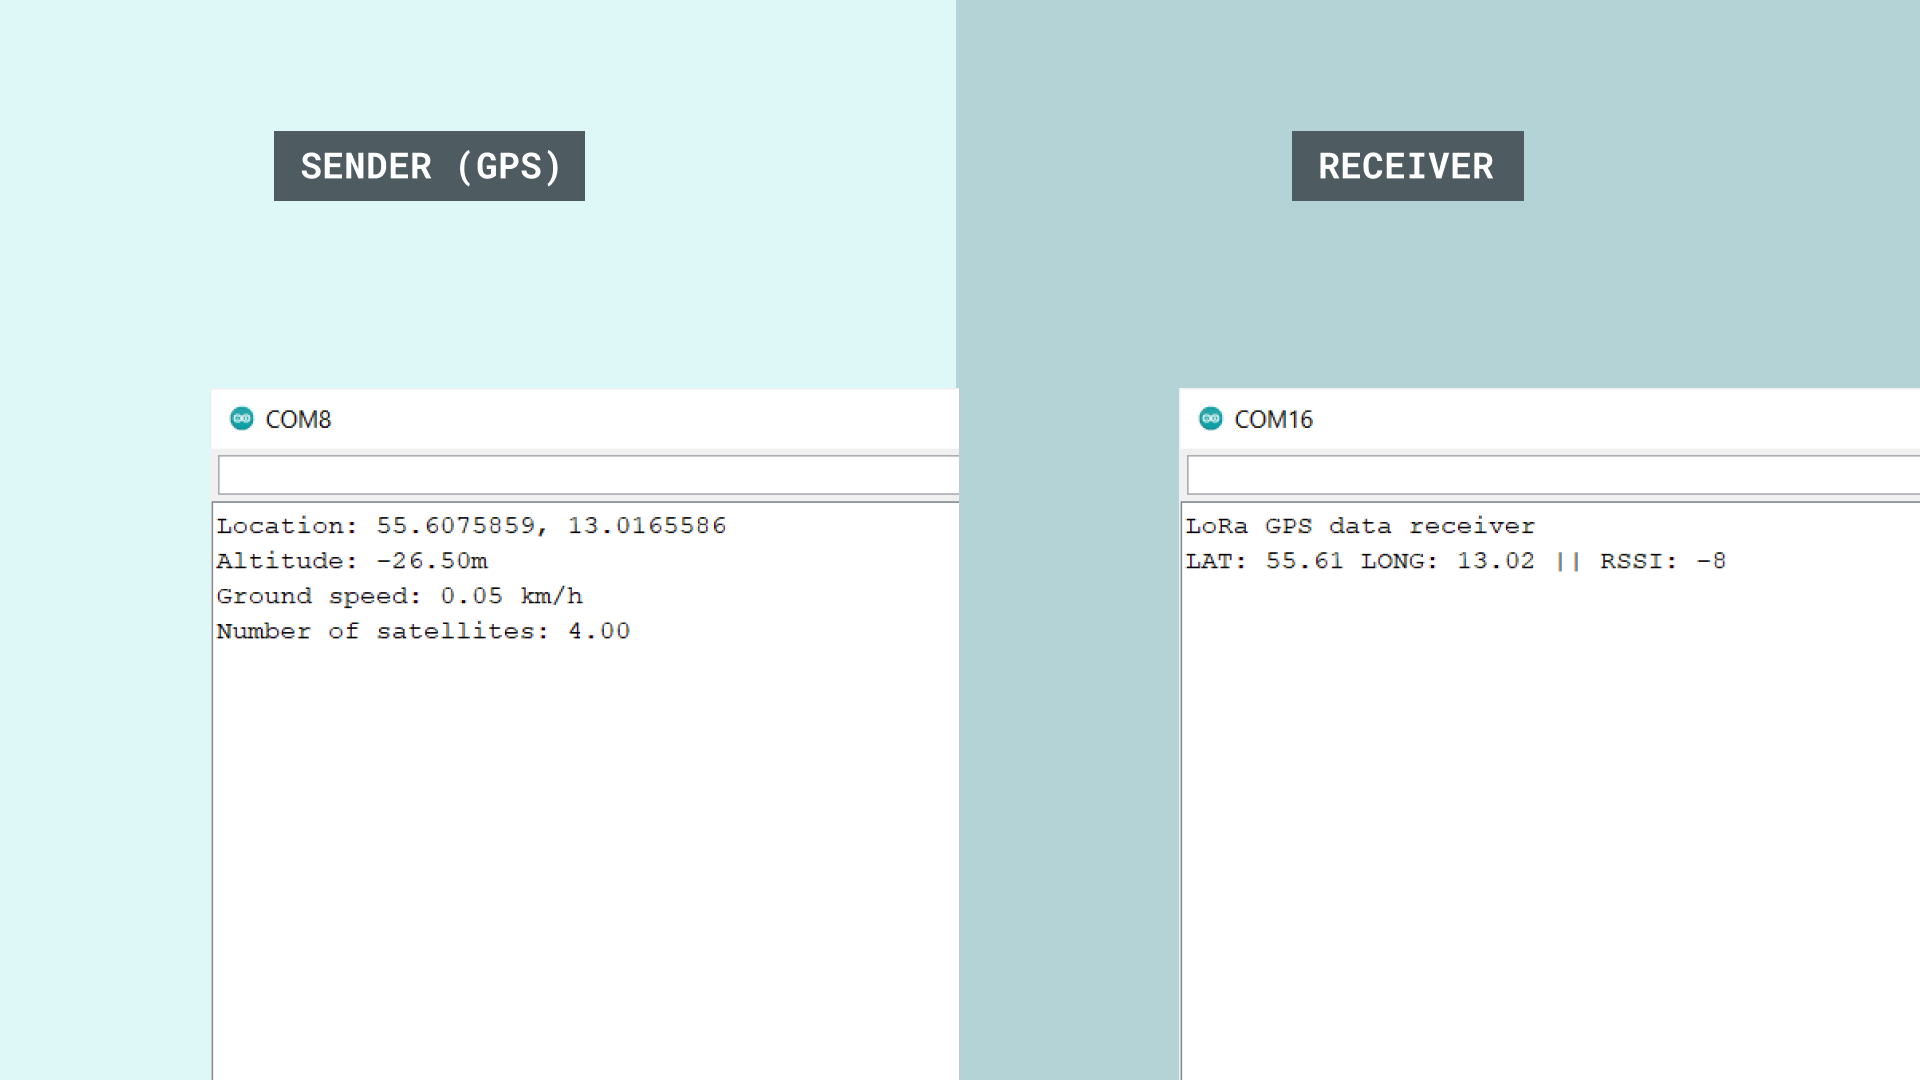 SENDER (GPS)
COM8
Location: 55.6075859, 13.0165586
Altitude: -26.50m
Ground speed: 0.05 km/h
Number of satellites: 4.00
RECEIVER
COM16
LoRa GPS data receiver
LAT: 55.61 LONG: 13.02 || RSSI: -8